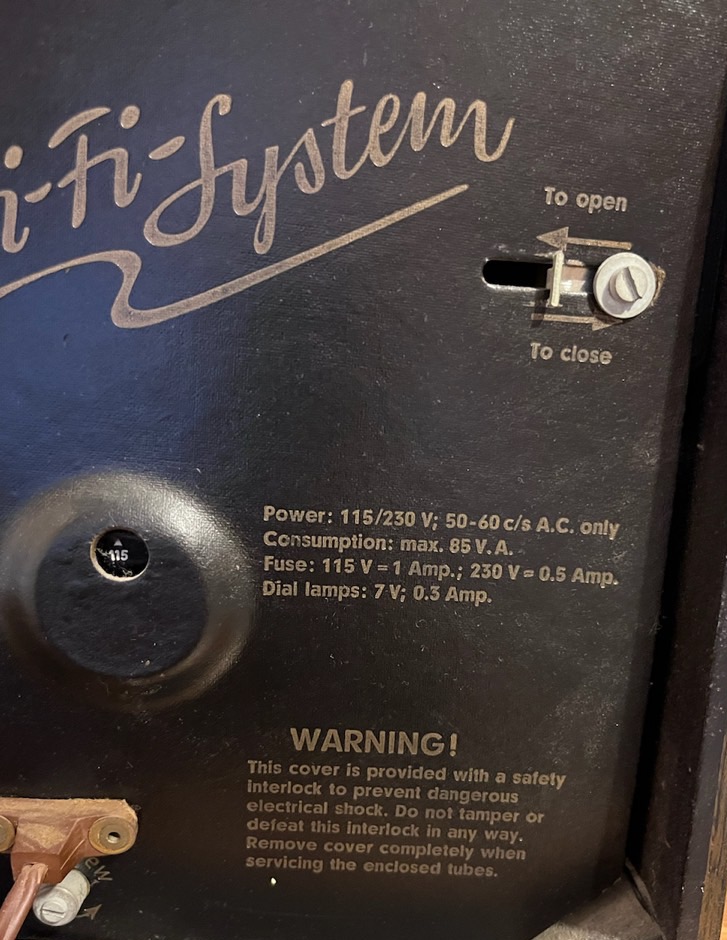 i-Fi-System
To open
To close
Power: 115/230 V; 50-60 c/s A.C. only
Consumption: max. 85 V.A.
Fuse: 115 V = 1 Amp.; 230 V = 0.5 Amp.
Dial lamps: 7 V; 0.3 Amp.
115
WARNING!
This cover is provided with a safety
interlock to prevent dangerous
electrical shock. Do not tamper or
defeat this interlock in any way.
Remove cover completely when
servicing the enclosed tubes.